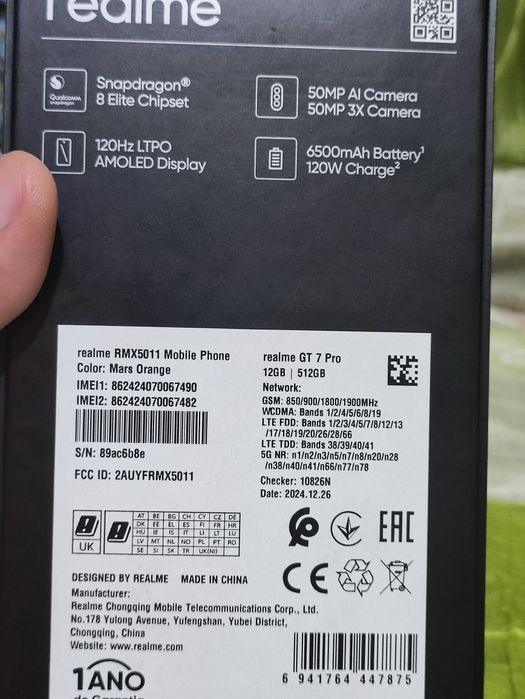 realme
Qualcomm
snapdragon
Snapdragon®
8 Elite Chipset
50MP AI Camera
50MP 3X Camera
120Hz LTPO
AMOLED Display
6500mAh Battery¹
120W Charge²
realme RMX5011 Mobile Phone
Color: Mars Orange
IMEI1: 862424070067490
IMEI2: 862424070067482
S/N: 89ac6b8e
FCC ID: 2AUYFRMX5011
realme GT 7 Pro
12GB | 512GB
Network:
GSM: 850/900/1800/1900MHz
WCDMA: Bands 1/2/4/5/6/8/19
LTE FDD: Bands 1/2/3/4/5/7/8/12/13
/17/18/19/20/26/28/66
LTE TDD: Bands 38/39/40/41
5G NR: n1/n2/n3/n5/n7/n8/n20/n28
/n38/n40/n41/n66/n77/n78
Checker: 10826N
Date: 2024.12.26
UK
AT BE BG CH CY CZ DE
DK EE EL ES FI FR HR
HU IE IS IT LI LT LU
LV MT NL NO PL PT RO
SE SI SK TR UK(NI)
EAC
CE
DESIGNED BY REALME MADE IN CHINA
Manufacturer:
Realme Chongqing Mobile Telecommunications Corp., Ltd.
No.178 Yulong Avenue, Yufengshan, Yubei District,
Chongqing, China
Website: www.realme.com
6 941764 447875
1 ANO
de Garantia